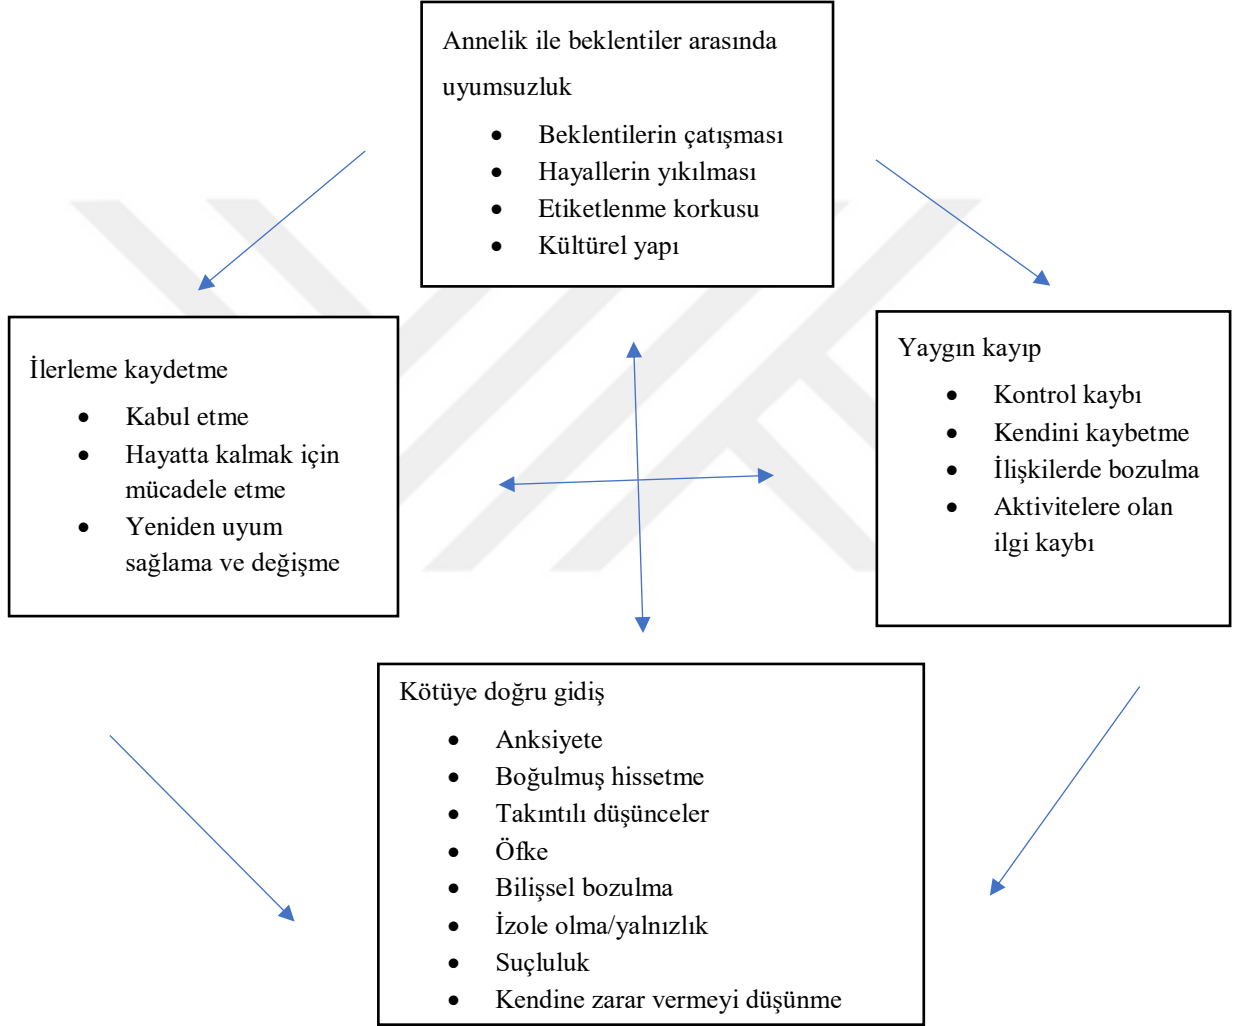 Annelik ile beklentiler arasında
uyumsuzluk
• Beklentilerin çatışması
• Hayallerin yıkılması
• Etiketlenme korkusu
• Kültürel yapı
İlerleme kaydetme
• Kabul etme
• Hayatta kalmak için
mücadele etme
• Yeniden uyum
sağlama ve değişme
Yaygın kayıp
• Kontrol kaybı
• Kendini kaybetme
• İlişkilerde bozulma
• Aktivitelere olan
ilgi kaybı
Kötüye doğru gidiş
• Anksiyete
• Boğulmuş hissetme
• Takıntılı düşünceler
• Öfke
• Bilişsel bozulma
• İzole olma/yalnızlık
• Suçluluk
• Kendine zarar vermeyi düşünme